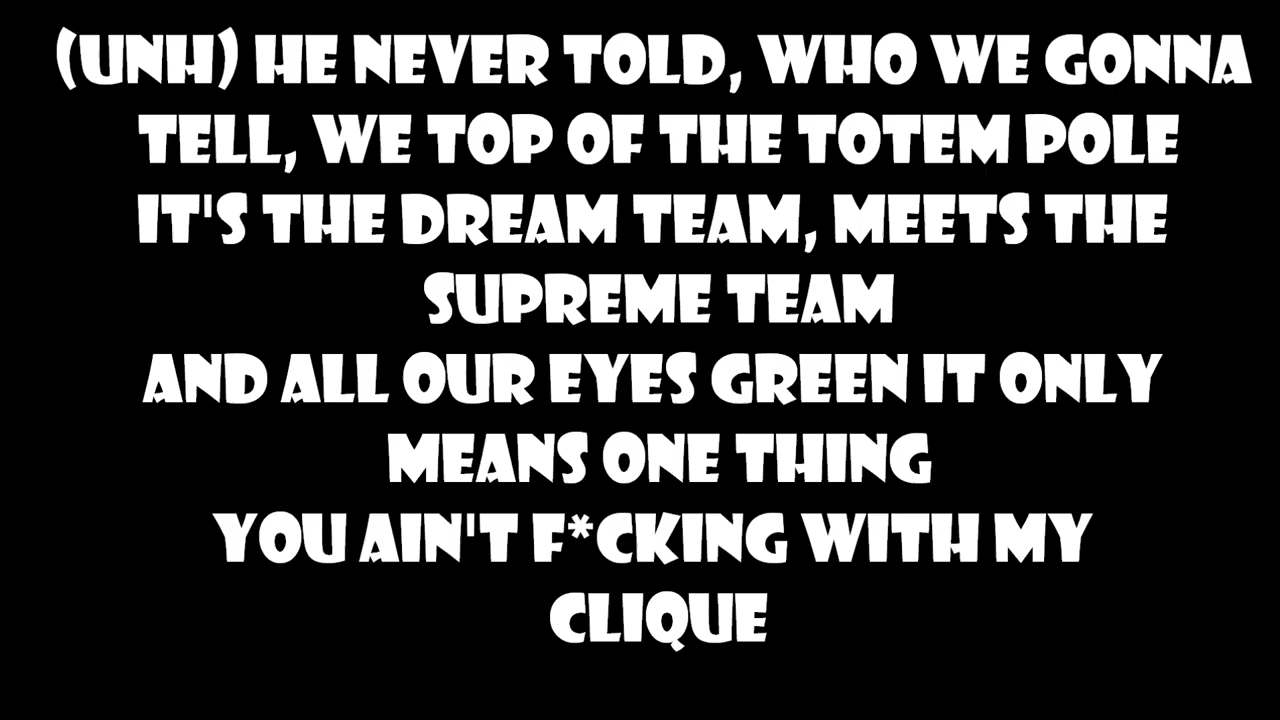 (UNH) HE NEVER TOLD, WHO WE GONNA
TELL, WE TOP OF THE TOTEM POLE
IT'S THE DREAM TEAM, MEETS THE
SUPREME TEAM
AND ALL OUR EYES GREEN IT ONLY
MEANS ONE THING
YOU AIN'T F*CKING WITH MY
CLIQUE